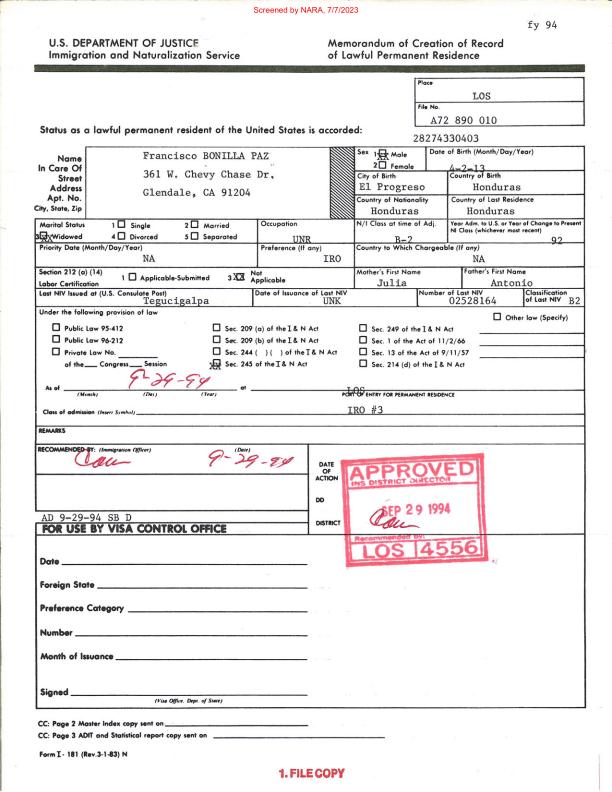 Screened by NARA, 7/7/2023
fy 94
U.S. DEPARTMENT OF JUSTICE
Immigration and Naturalization Service
Memorandum of Creation of Record
of Lawful Permanent Residence
Place
LOS
File No.
A72 890 010
Status as a lawful permanent resident of the United States is accorded:
28274330403
Name
In Care Of
Street
Address
Apt. No.
City, State, Zip
Francisco BONILLA PAZ
361 W. Chevy Chase Dr,
Glendale, CA 91204
Sex 1 Male
2 Female
Date of Birth (Month/Day/Year)
4-2-13
City of Birth
El Progreso
Country of Birth
Honduras
Country of Nationality
Honduras
Country of Last Residence
Honduras
Marital Status 1 Single 2 Married
3 Widowed 4 Divorced 5 Separated
Occupation
UNR
N/I Class at time of Adj.
B-2
Year Adm. to U.S. or Year of Change to Present
NI Class (whichever most recent)
92
Priority Date (Month/Day/Year)
NA
Preference (If any)
IRO
Country to Which Chargeable (If any)
NA
Section 212 (a) (14)
Labor Certification
1 Applicable-Submitted 3 Not Applicable
Mother's First Name
Julia
Father's First Name
Antonio
Last NIV Issued at (U.S. Consulate Post)
Tegucigalpa
Date of Issuance of Last NIV
UNK
Number of Last NIV
02528164
Classification
of Last NIV B2
Under the following provision of law
Other law (Specify)
Public Law 95-412
Sec. 209 (a) of the I & N Act
Sec. 249 of the I & N Act
Public Law 96-212
Sec. 209 (b) of the I & N Act
Sec. 1 of the Act of 11/2/66
Private Law No.
Sec. 244 ( ) ( ) of the I & N Act
Sec. 13 of the Act of 9/11/57
of the Congress, Session
Sec. 245 of the I & N Act
Sec. 214 (d) of the I & N Act
9-29-94
As of
at
LOS
(Month) (Day) (Year)
PORT OF ENTRY FOR PERMANENT RESIDENCE
Class of admission (Insert Symbol)
IRO #3
REMARKS
RECOMMENDED BY: (Immigration Officer)
(Date)
9-29-94
DATE
OF
ACTION
DD
DISTRICT
APPROVED
INS DISTRICT DIRECTOR
SEP 29 1994
Recommended by:
LOS 4556
AD 9-29-94 SB D
FOR USE BY VISA CONTROL OFFICE
Date
Foreign State
Preference Category
Number
Month of Issuance
Signed
(Visa Office, Dept. of State)
CC: Page 2 Master Index copy sent on
CC: Page 3 ADIT and Statistical report copy sent on
Form I - 181 (Rev.3-1-83) N
1. FILE COPY